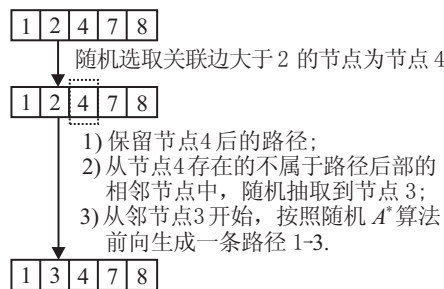 1 2 4 7 8
随机选取关联边大于 2 的节点为节点 4
1 2 4 7 8
1) 保留节点4 后的路径;
2) 从节点4 存在的不属于路径后部的
相邻节点中，随机抽取到节点 3;
3) 从邻节点3 开始，按照随机 A* 算法
前向生成一条路径 1-3.
1 3 4 7 8